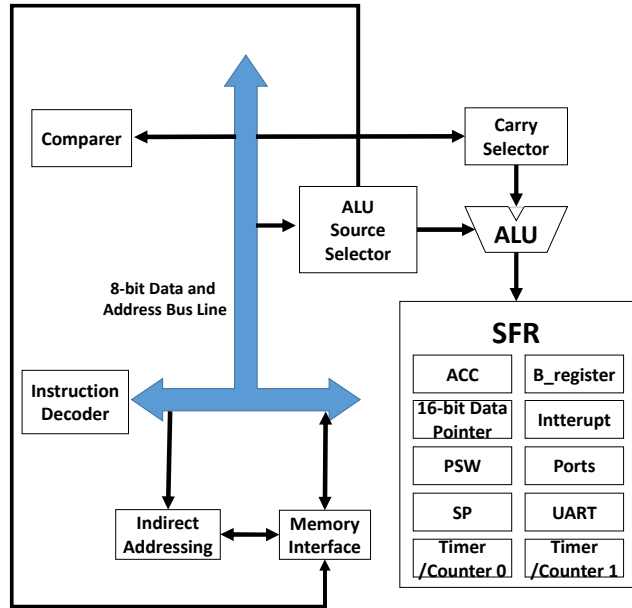 Comparer
Carry
Selector
ALU
Source
Selector
ALU
8-bit Data and
Address Bus Line
SFR
ACC
B_register
Instruction
Decoder
16-bit Data
Pointer
Intterupt
PSW
Ports
Indirect
Addressing
Memory
Interface
SP
UART
Timer
/Counter 0
Timer
/Counter 1